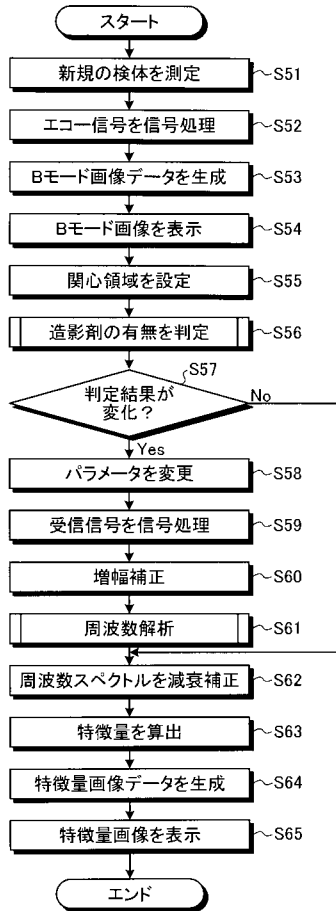 スタート
新規の検体を測定 S51
エコー信号を信号処理 S52
Bモード画像データを生成 S53
Bモード画像を表示 S54
関心領域を設定 S55
造影剤の有無を判定 S56
S57
判定結果が
変化？
No
Yes
パラメータを変更 S58
受信信号を信号処理 S59
増幅補正 S60
周波数解析 S61
周波数スペクトルを減衰補正 S62
特徴量を算出 S63
特徴量画像データを生成 S64
特徴量画像を表示 S65
エンド